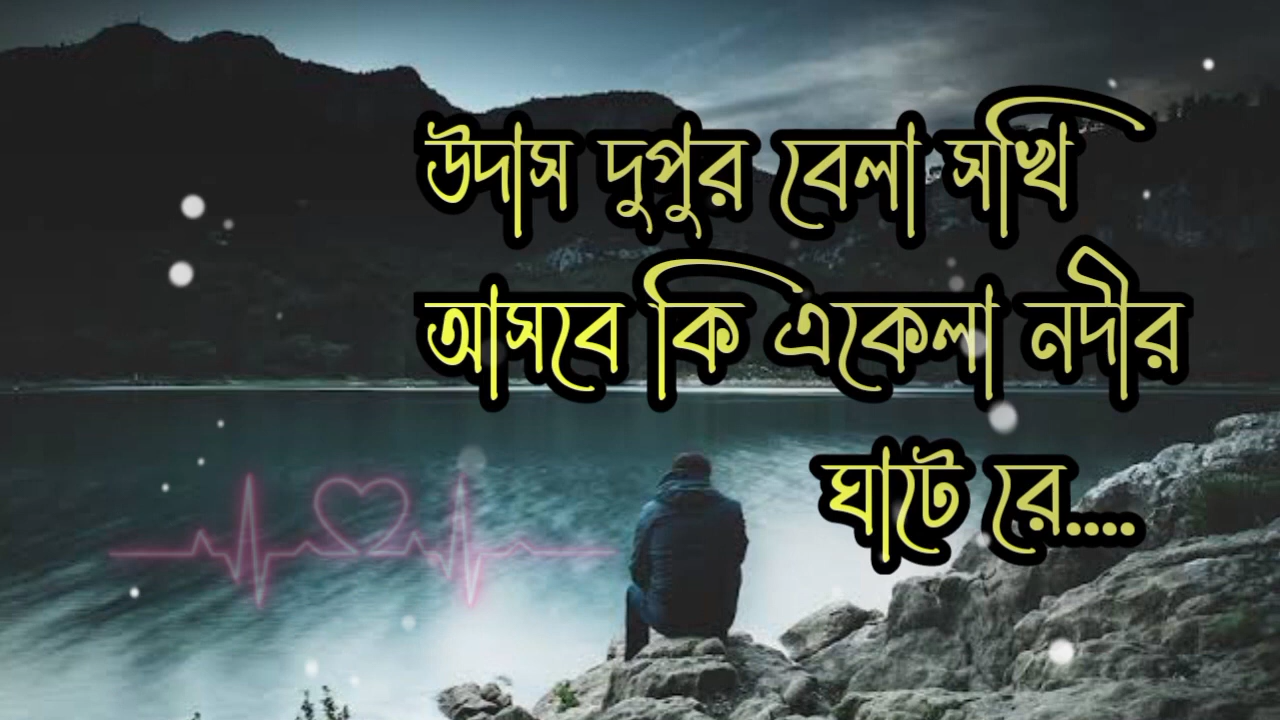 উদাস দুপুর বেলা সখি
আসবে কি একেলা নদীর
ঘাটে রে....